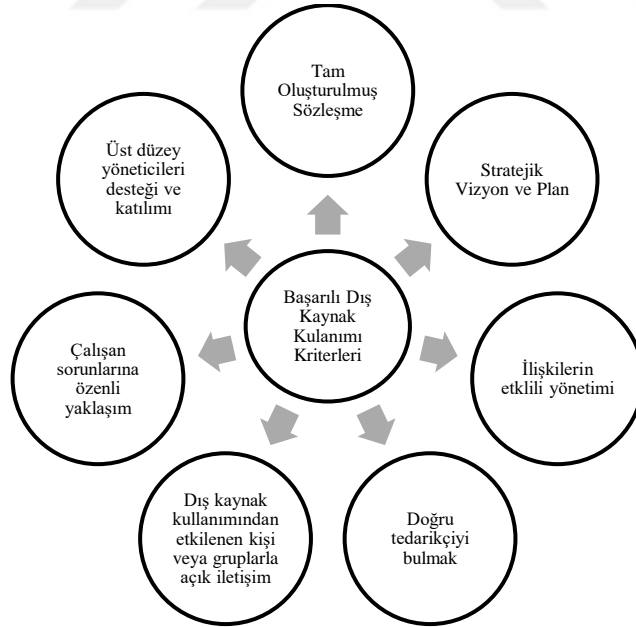 Tam
Oluşturulmuş
Sözleşme
Üst düzey
yöneticileri
desteği ve
katılımı
Stratejik
Vizyon ve Plan
Başarılı Dış
Kaynak
Kulanımı
Kriterleri
Çalışan
sorunlarına
özenli
yaklaşım
İlişkilerin
etklili yönetimi
Dış kaynak
kullanımından
etkilenen kişi
veya gruplarla
açık iletişim
Doğru
tedarikçiyi
bulmak